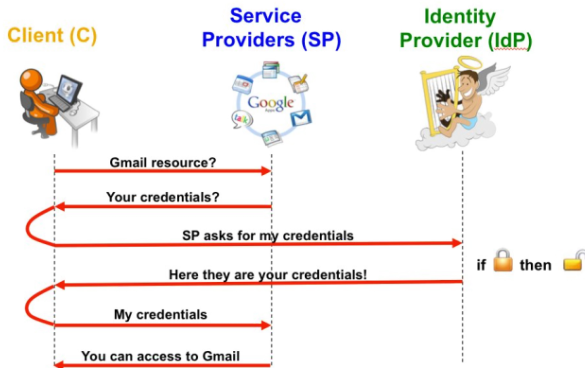 Client (C)
Service
Providers (SP)
Identity
Provider (IdP)
Google
Gmail resource?
Your credentials?
SP asks for my credentials
if then
Here they are your credentials!
My credentials
You can access to Gmail